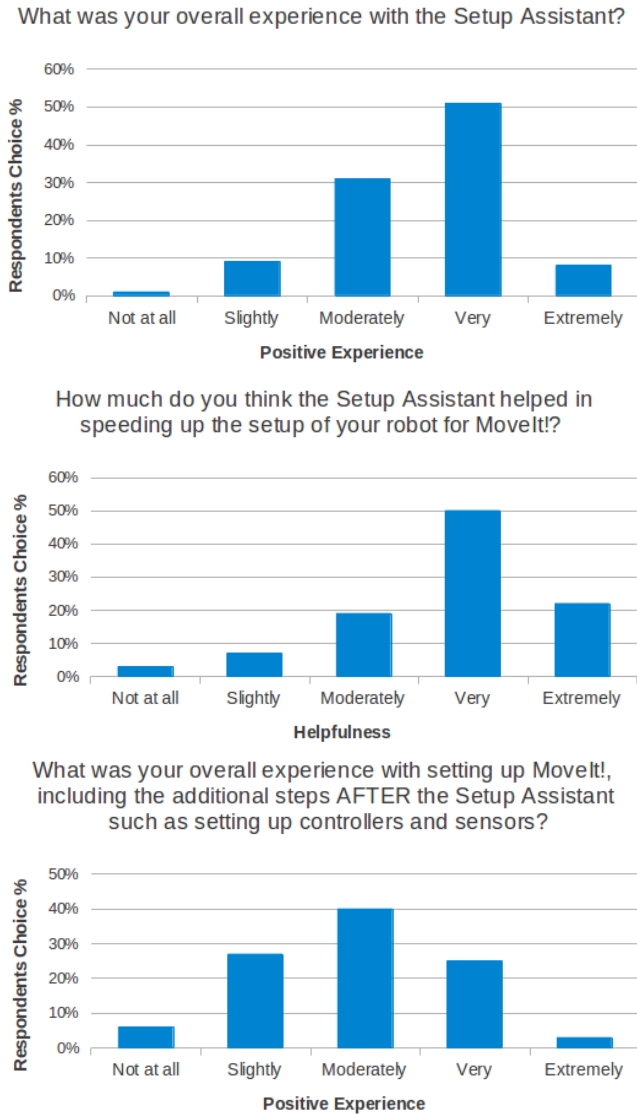 What was your overall experience with the Setup Assistant?
60%
50%
40%
30%
20%
10%
0%
Respondents Choice %
Not at all Slightly Moderately Very Extremely
Positive Experience
How much do you think the Setup Assistant helped in
speeding up the setup of your robot for MoveIt!?
60%
50%
40%
30%
20%
10%
0%
Respondents Choice %
Not at all Slightly Moderately Very Extremely
Helpfulness
What was your overall experience with setting up MoveIt!,
including the additional steps AFTER the Setup Assistant
such as setting up controllers and sensors?
50%
40%
30%
20%
10%
0%
Respondents Choice %
Not at all Slightly Moderately Very Extremely
Positive Experience